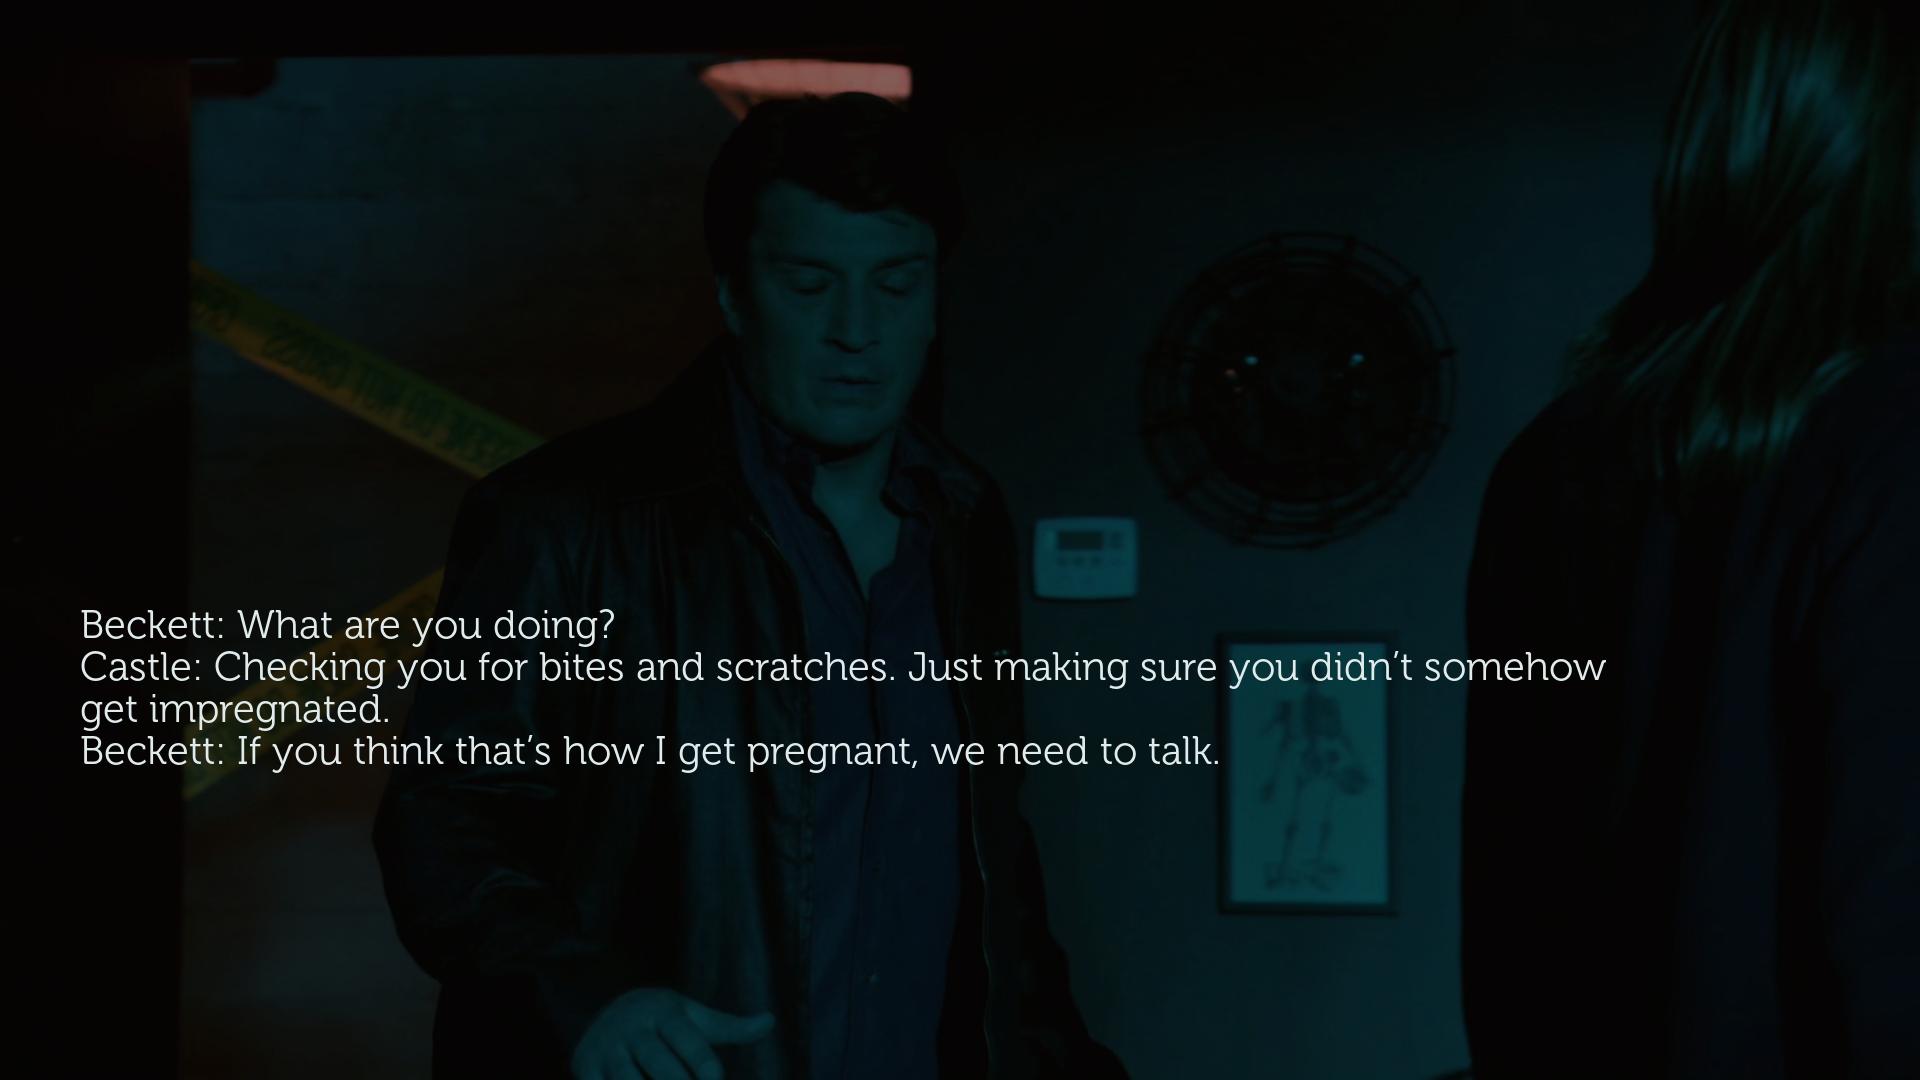 Beckett: What are you doing?
Castle: Checking you for bites and scratches. Just making sure you didn’t somehow
get impregnated.
Beckett: If you think that’s how I get pregnant, we need to talk.